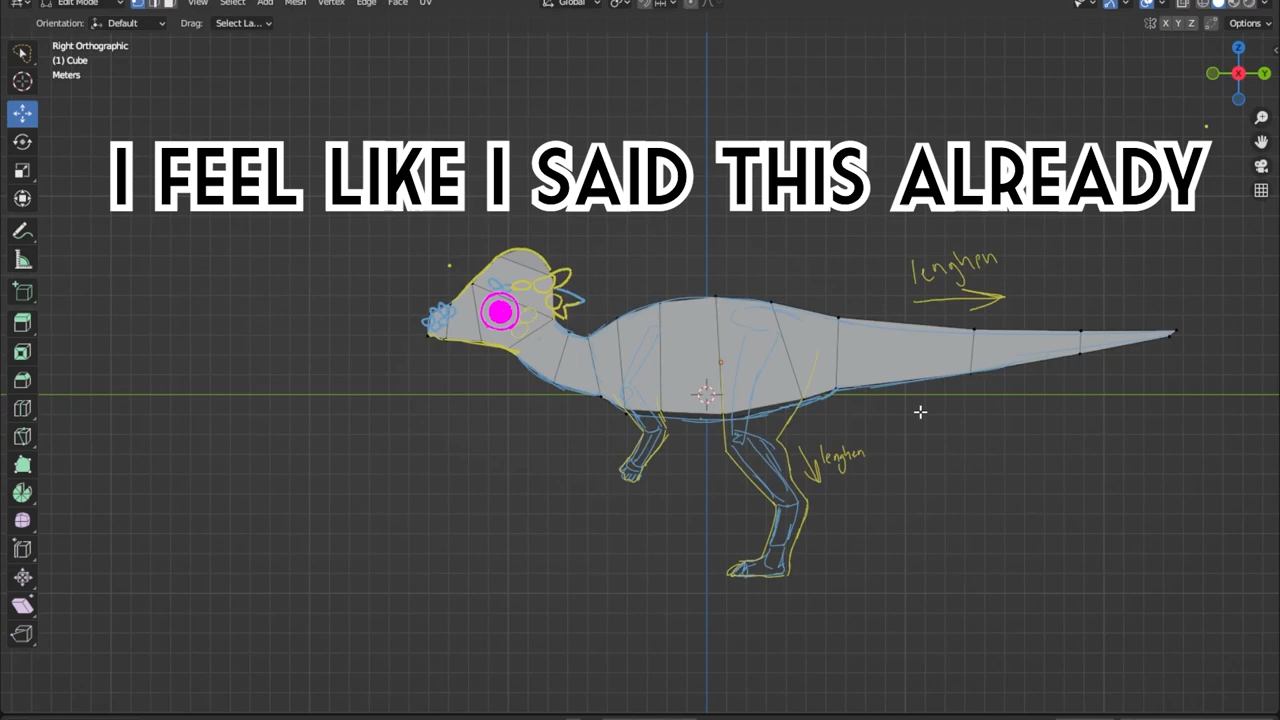 Edit Mode View Select Add Mesh Vertex Edge Face UV Global
Orientation: Default Drag: Select La... X Y Z Options
Right Orthographic
(1) Cube
Meters
Z
X Y
I FEEL LIKE I SAID THIS ALREADY
lenghen
lenghen